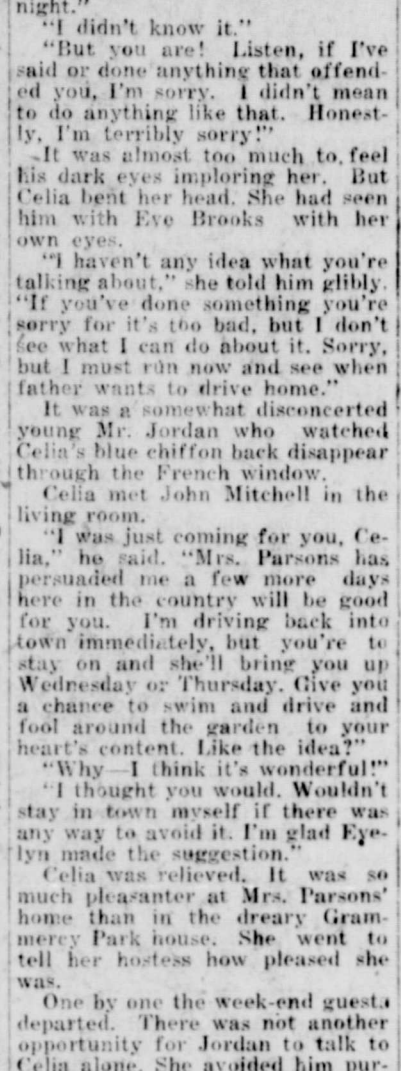 night."
"I didn't know it."
"But you are! Listen, if I've
said or done anything that offend-
ed you, I'm sorry. I didn't mean
to do anything like that. Honest-
ly, I'm terribly sorry!"
It was almost too much to feel
his dark eyes imploring her. But
Celia bent her head. She had seen
him with Eve Brooks with her
own eyes.
"I haven't any idea what you're
talking about," she told him glibly.
"If you've done something you're
sorry for it's too bad, but I don't
see what I can do about it. Sorry,
but I must run now and see when
father wants to drive home."
It was a somewhat disconcerted
young Mr. Jordan who watched
Celia's blue chiffon back disappear
through the French window.
Celia met John Mitchell in the
living room.
"I was just coming for you, Ce-
lia," he said. "Mrs. Parsons has
persuaded me a few more days
here in the country will be good
for you. I'm driving back into
town immediately, but you're to
stay on and she'll bring you up
Wednesday or Thursday. Give you
a chance to swim and drive and
fool around the garden to your
heart's content. Like the idea?"
"Why—I think it's wonderful!"
"I thought you would. Wouldn't
stay in town myself if there was
any way to avoid it. I'm glad Eve-
lyn made the suggestion."
Celia was relieved. It was so
much pleasanter at Mrs. Parsons'
home than in the dreary Gram-
mercy Park house. She went to
tell her hostess how pleased she
was.
One by one the week-end guests
departed. There was not another
opportunity for Jordan to talk to
Celia alone. She avoided him pur-